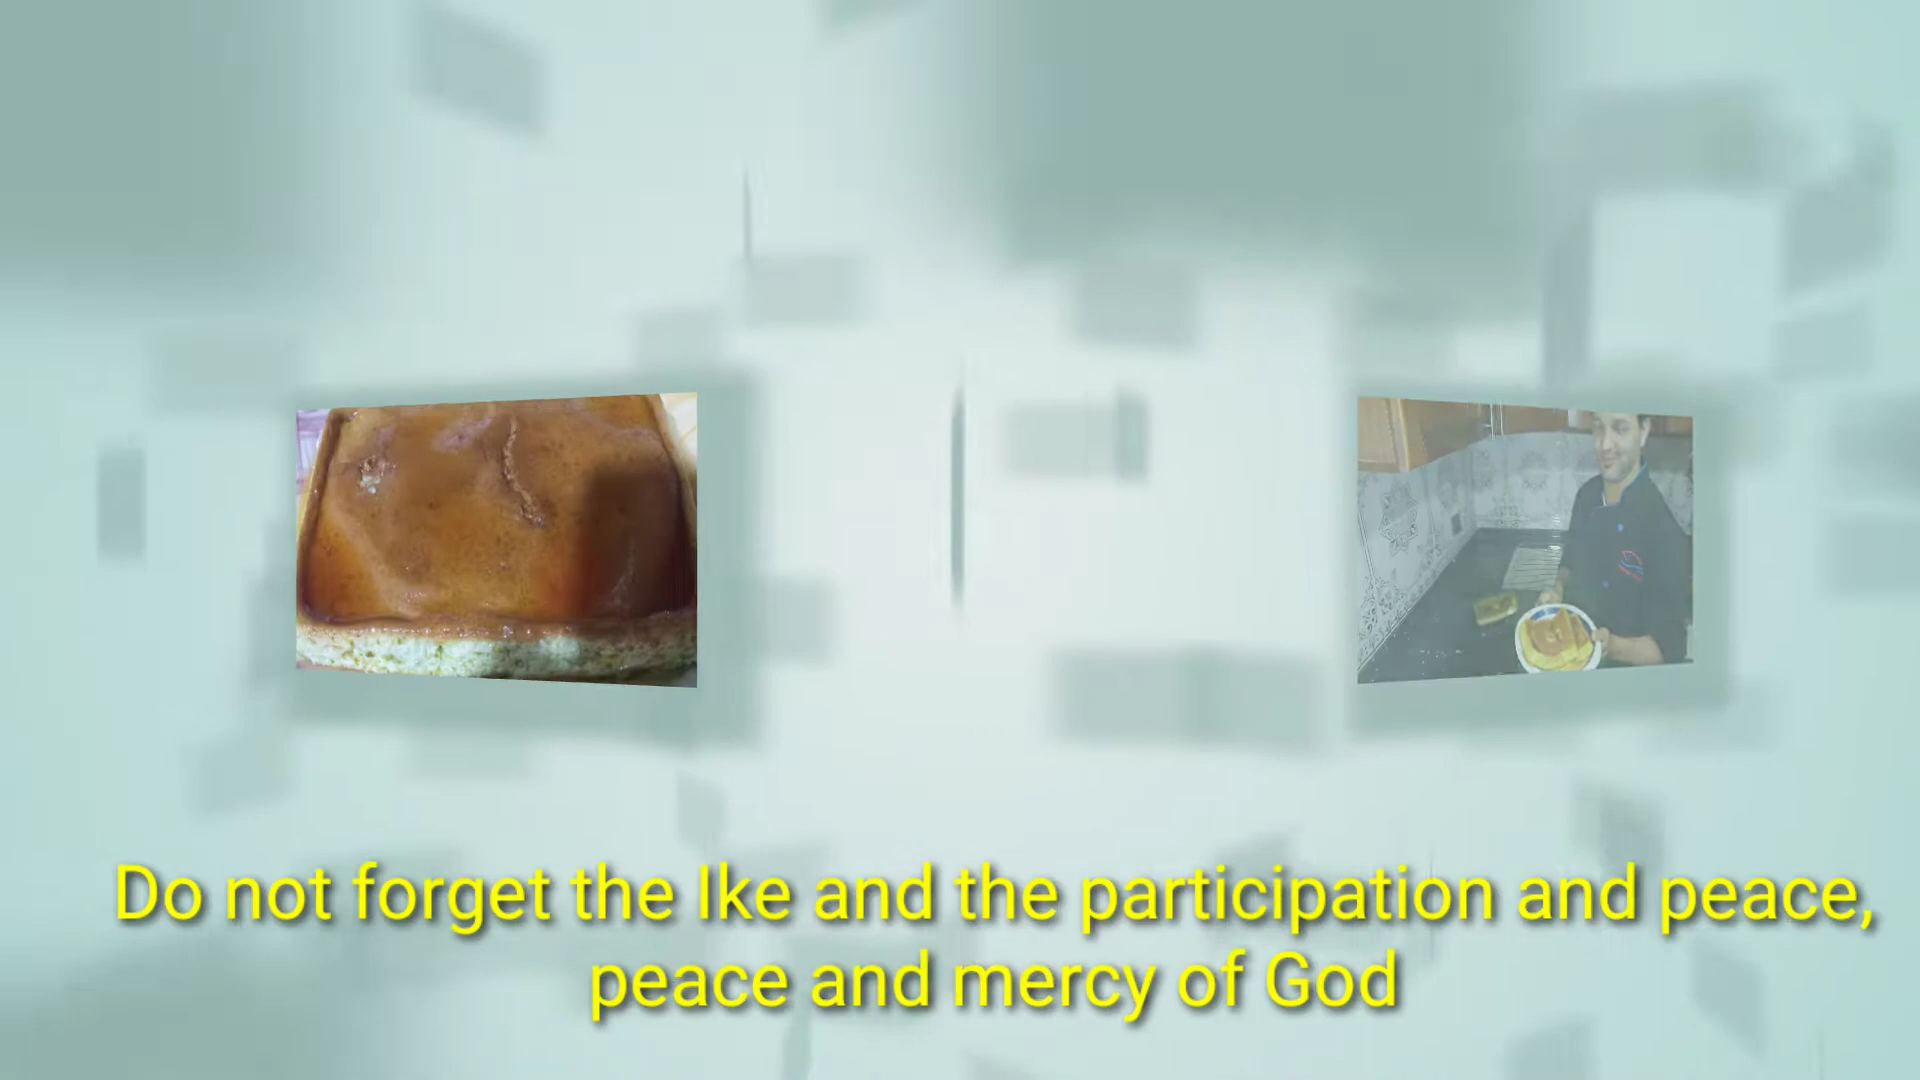 Do not forget the Ike and the participation and peace,
peace and mercy of God